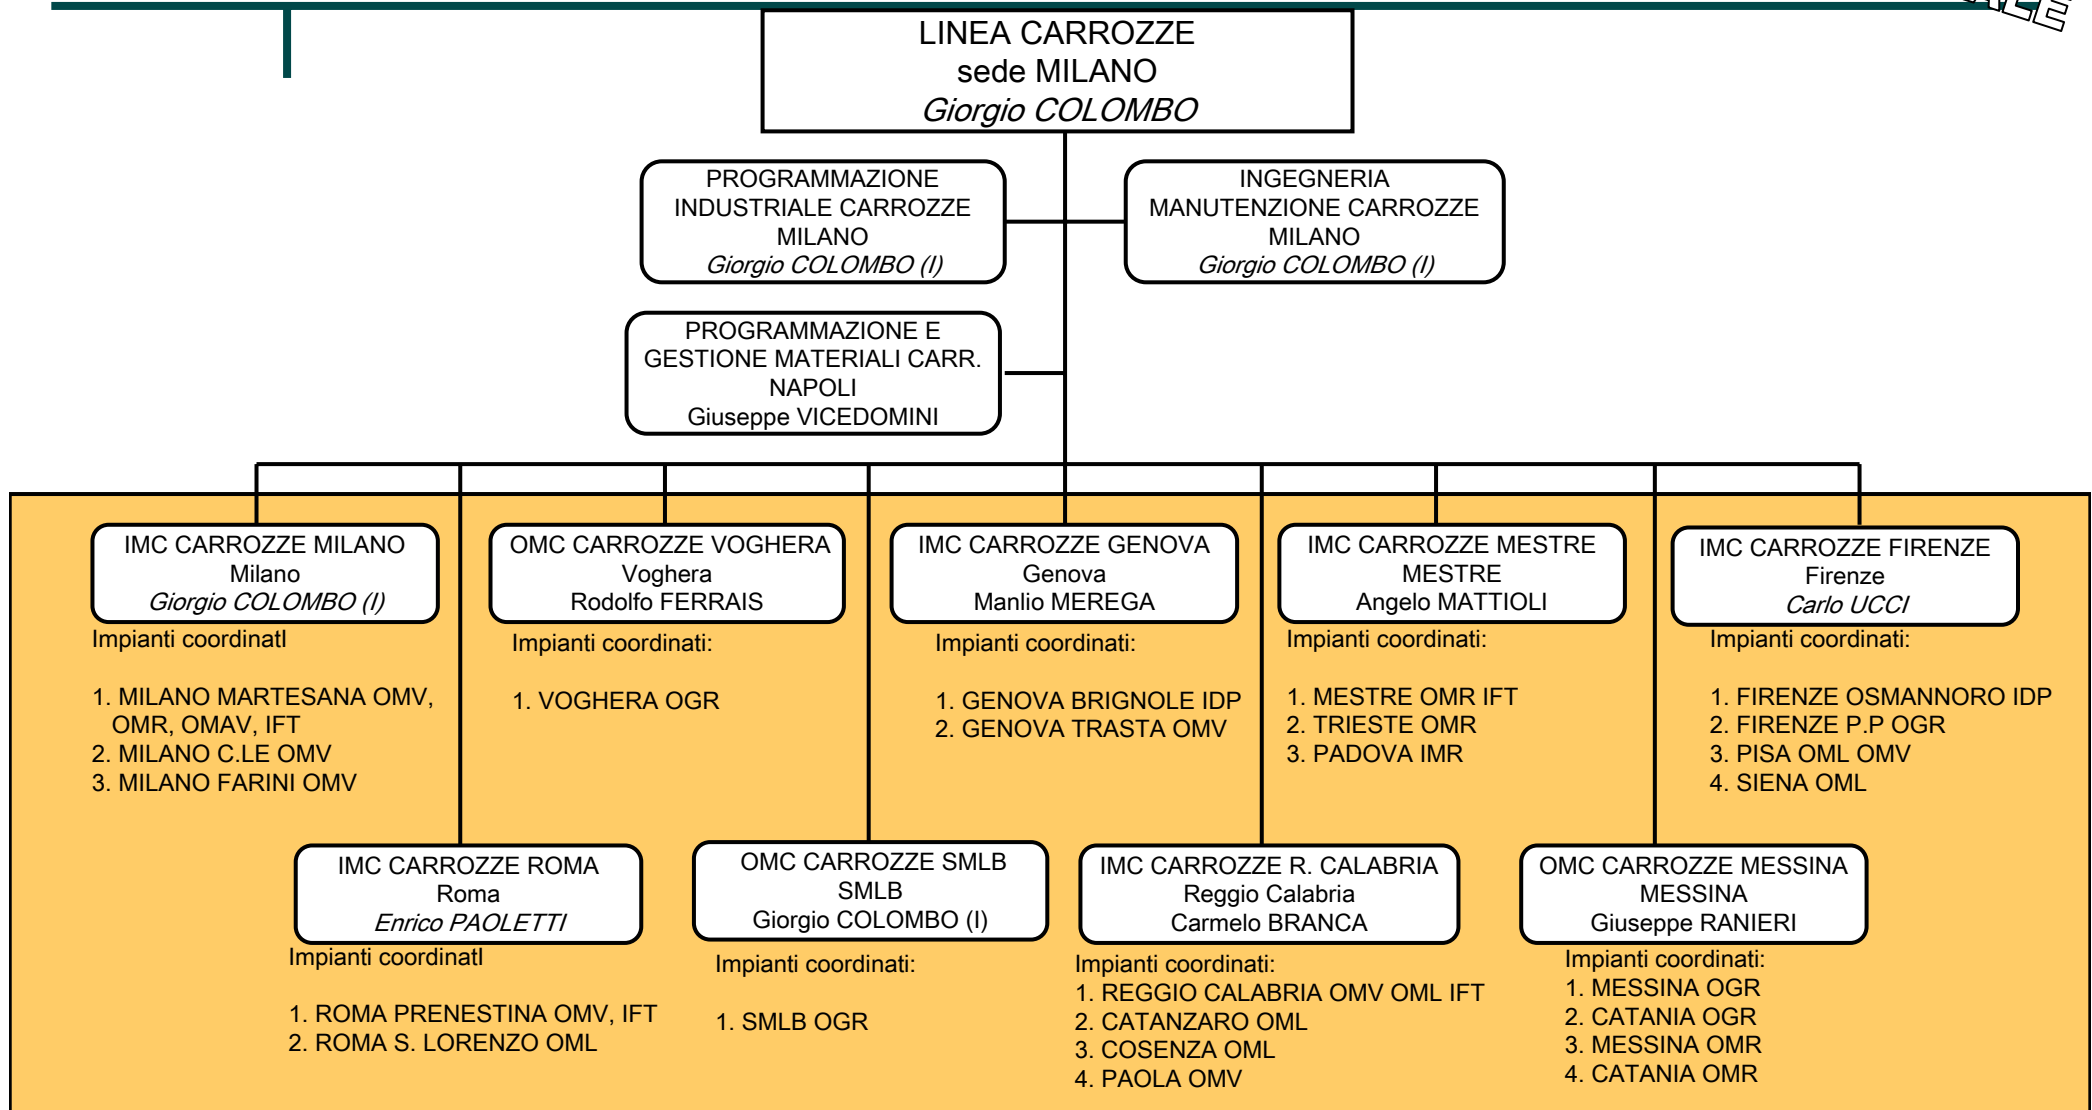 LINEA CARROZZE
sede MILANO
Giorgio COLOMBO
PROGRAMMAZIONE
INDUSTRIALE CARROZZE
MILANO
Giorgio COLOMBO (I)
INGEGNERIA
MANUTENZIONE CARROZZE
MILANO
Giorgio COLOMBO (I)
PROGRAMMAZIONE E
GESTIONE MATERIALI CARR.
NAPOLI
Giuseppe VICEDOMINI
IMC CARROZZE MILANO
Milano
Giorgio COLOMBO (I)
Impianti coordinatI
1. MILANO MARTESANA OMV,
OMR, OMAV, IFT
2. MILANO C.LE OMV
3. MILANO FARINI OMV
OMC CARROZZE VOGHERA
Voghera
Rodolfo FERRAIS
Impianti coordinati:
1. VOGHERA OGR
IMC CARROZZE GENOVA
Genova
Manlio MEREGA
Impianti coordinati:
1. GENOVA BRIGNOLE IDP
2. GENOVA TRASTA OMV
IMC CARROZZE MESTRE
MESTRE
Angelo MATTIOLI
Impianti coordinati:
1. MESTRE OMR IFT
2. TRIESTE OMR
3. PADOVA IMR
IMC CARROZZE FIRENZE
Firenze
Carlo UCCI
Impianti coordinati:
1. FIRENZE OSMANNORO IDP
2. FIRENZE P.P OGR
3. PISA OML OMV
4. SIENA OML
IMC CARROZZE ROMA
Roma
Enrico PAOLETTI
Impianti coordinatI
1. ROMA PRENESTINA OMV, IFT
2. ROMA S. LORENZO OML
OMC CARROZZE SMLB
SMLB
Giorgio COLOMBO (I)
Impianti coordinati:
1. SMLB OGR
IMC CARROZZE R. CALABRIA
Reggio Calabria
Carmelo BRANCA
Impianti coordinati:
1. REGGIO CALABRIA OMV OML IFT
2. CATANZARO OML
3. COSENZA OML
4. PAOLA OMV
OMC CARROZZE MESSINA
MESSINA
Giuseppe RANIERI
Impianti coordinati:
1. MESSINA OGR
2. CATANIA OGR
3. MESSINA OMR
4. CATANIA OMR